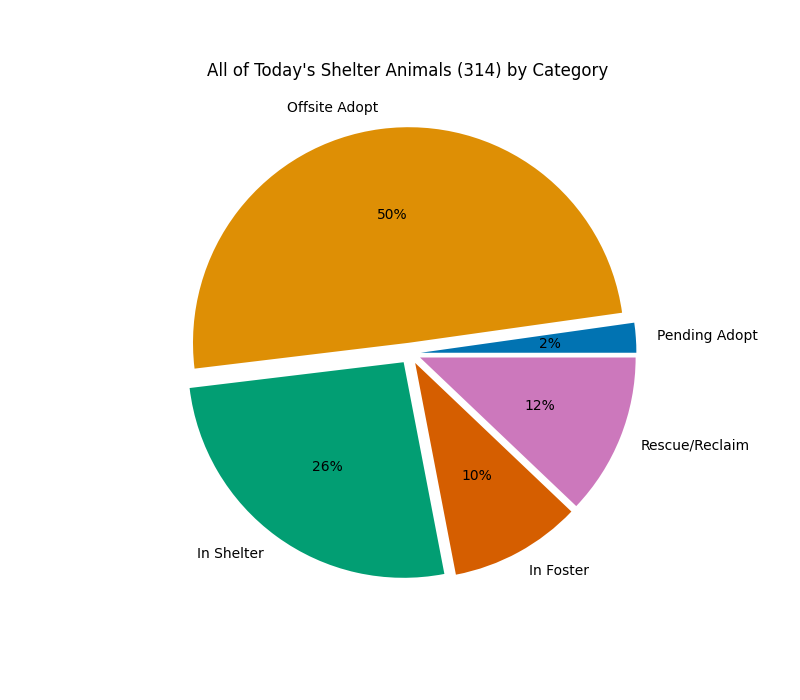 All of Today's Shelter Animals (314) by Category
Offsite Adopt
50%
Pending Adopt
2%
12%
Rescue/Reclaim
26%
10%
In Shelter
In Foster